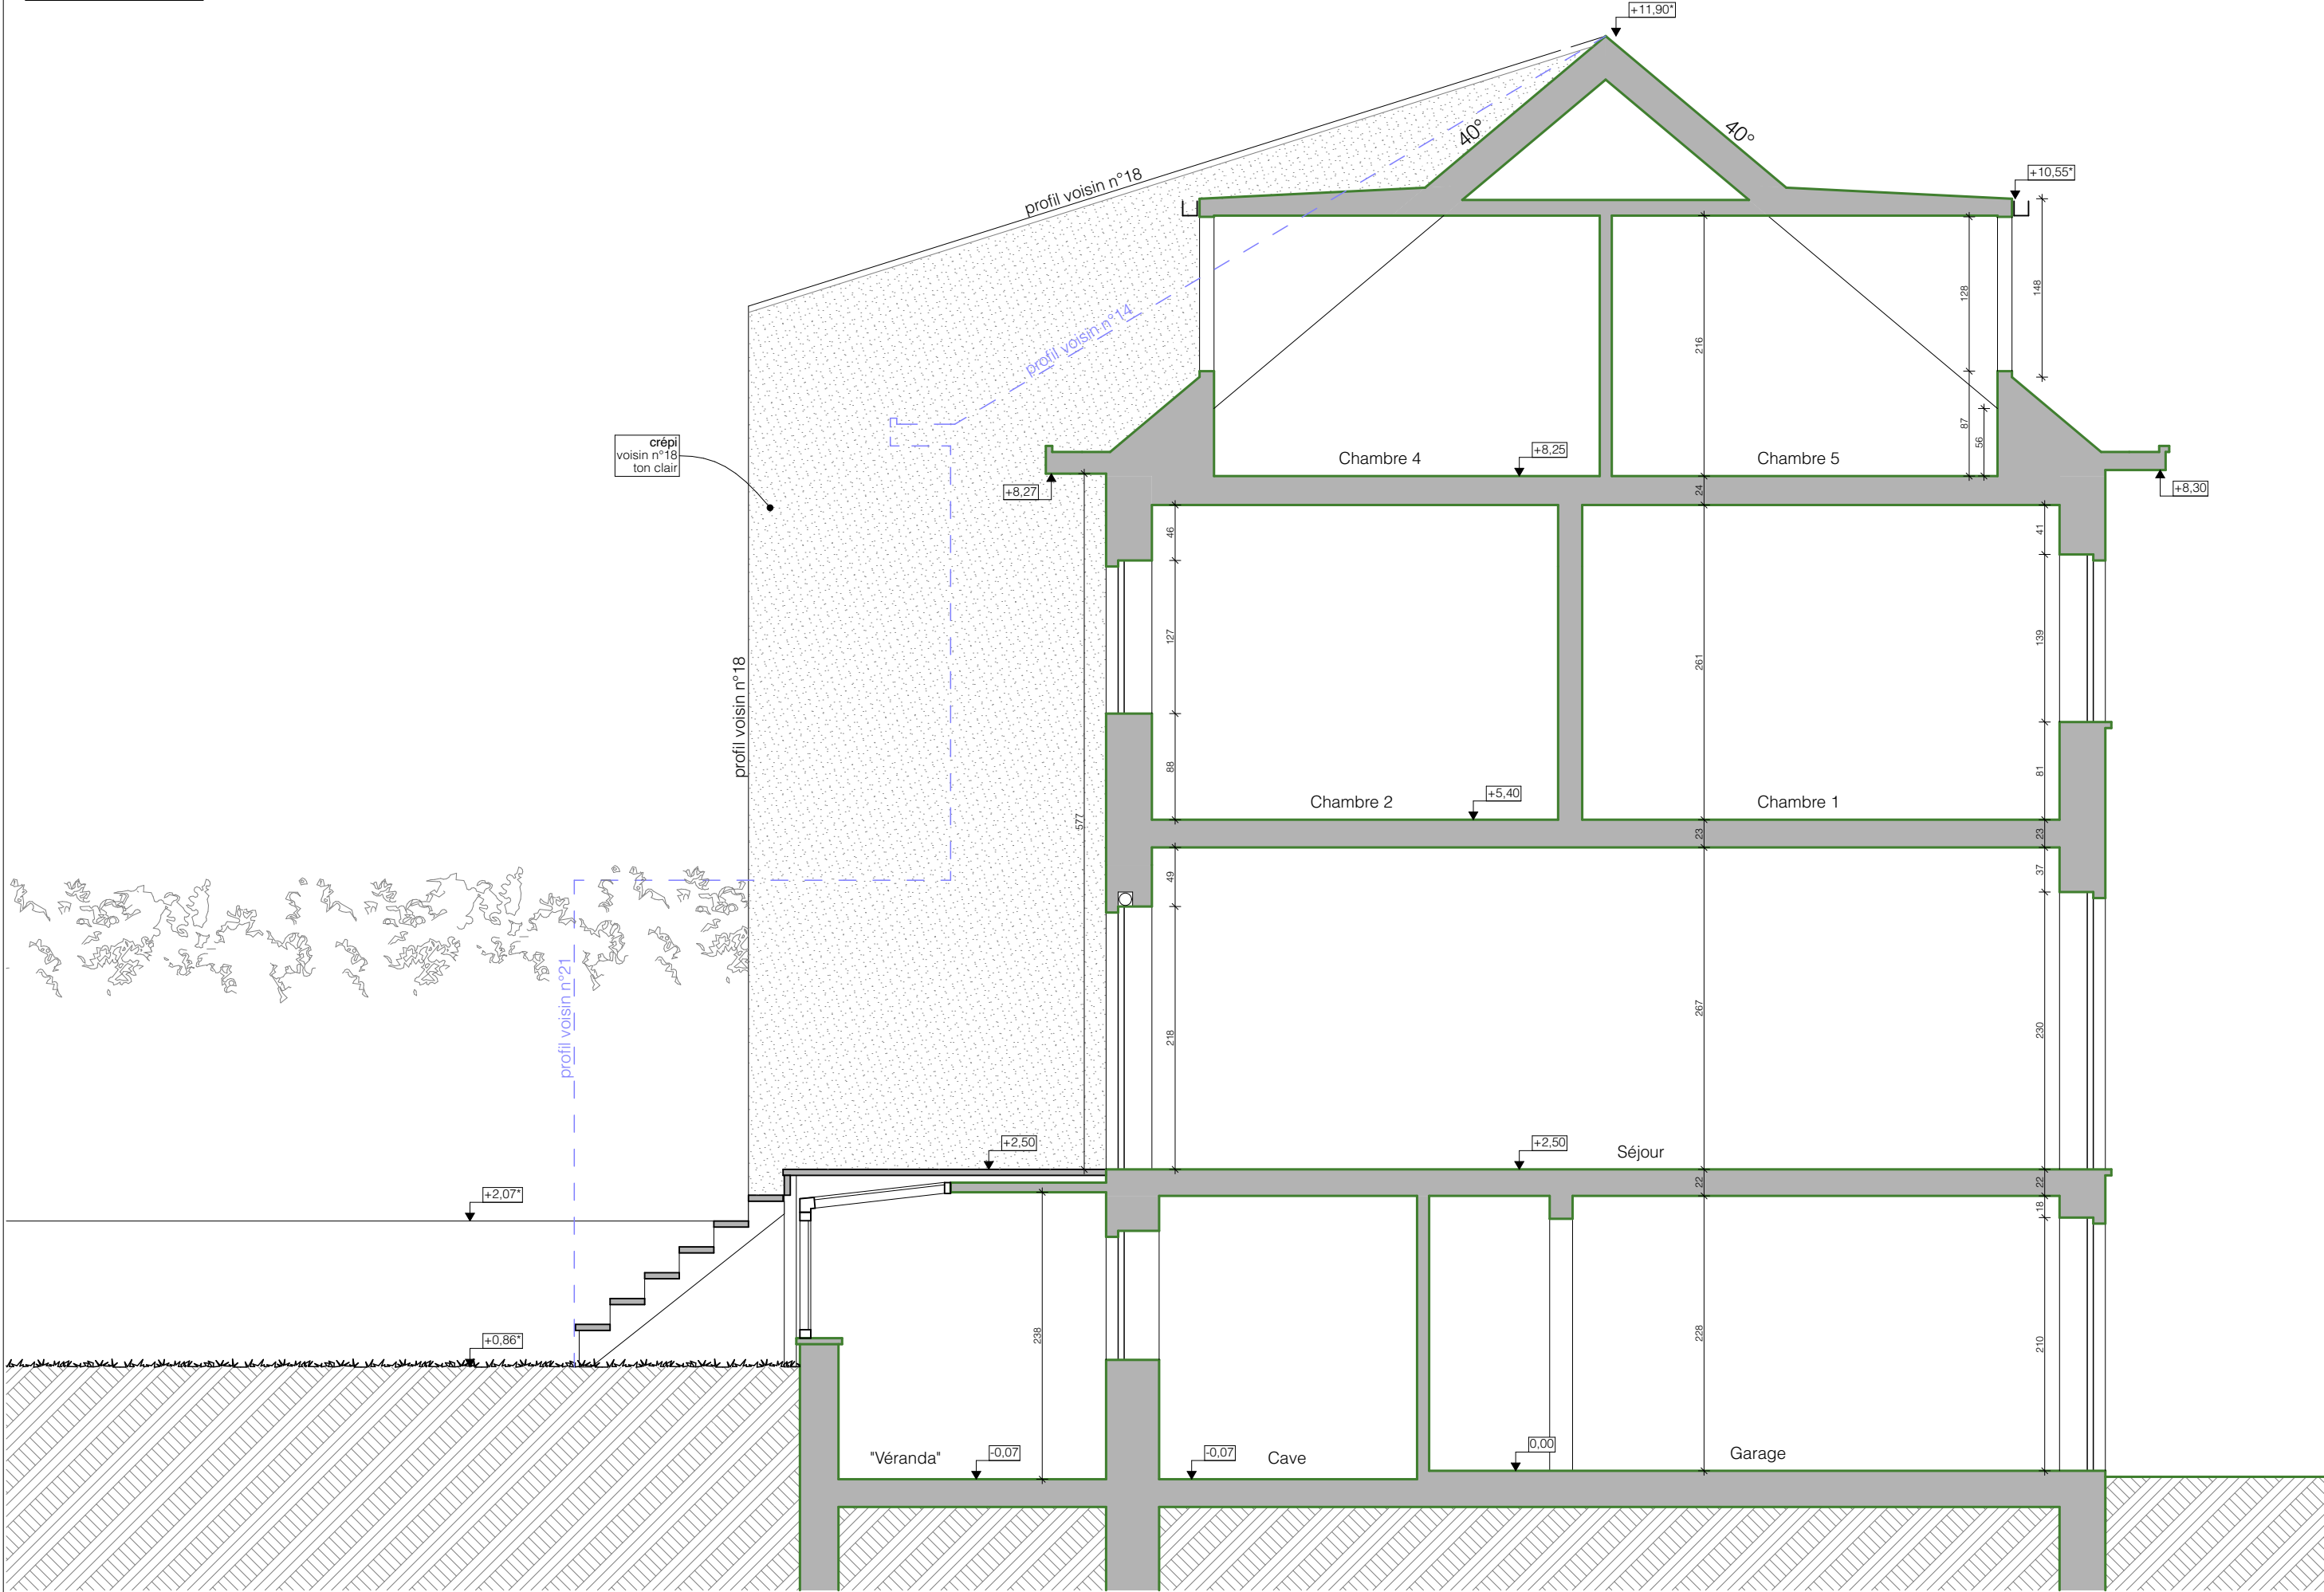 +11,90*
40°
40°
profil voisin n°18
+10,55*
profil voisin n°14
128
148
216
87
56
crépi
voisin n°18
ton clair
Chambre 4
+8,25
Chambre 5
+8,27
24
+8,30
46
41
127
261
139
profil voisin n°18
88
81
Chambre 2
+5,40
Chambre 1
577
23
23
49
37
profil voisin n°21
218
267
230
+2,50
+2,50
Séjour
22
22
+2,07*
18
+0,86*
238
228
210
"Véranda"
-0,07
-0,07
Cave
0,00
Garage